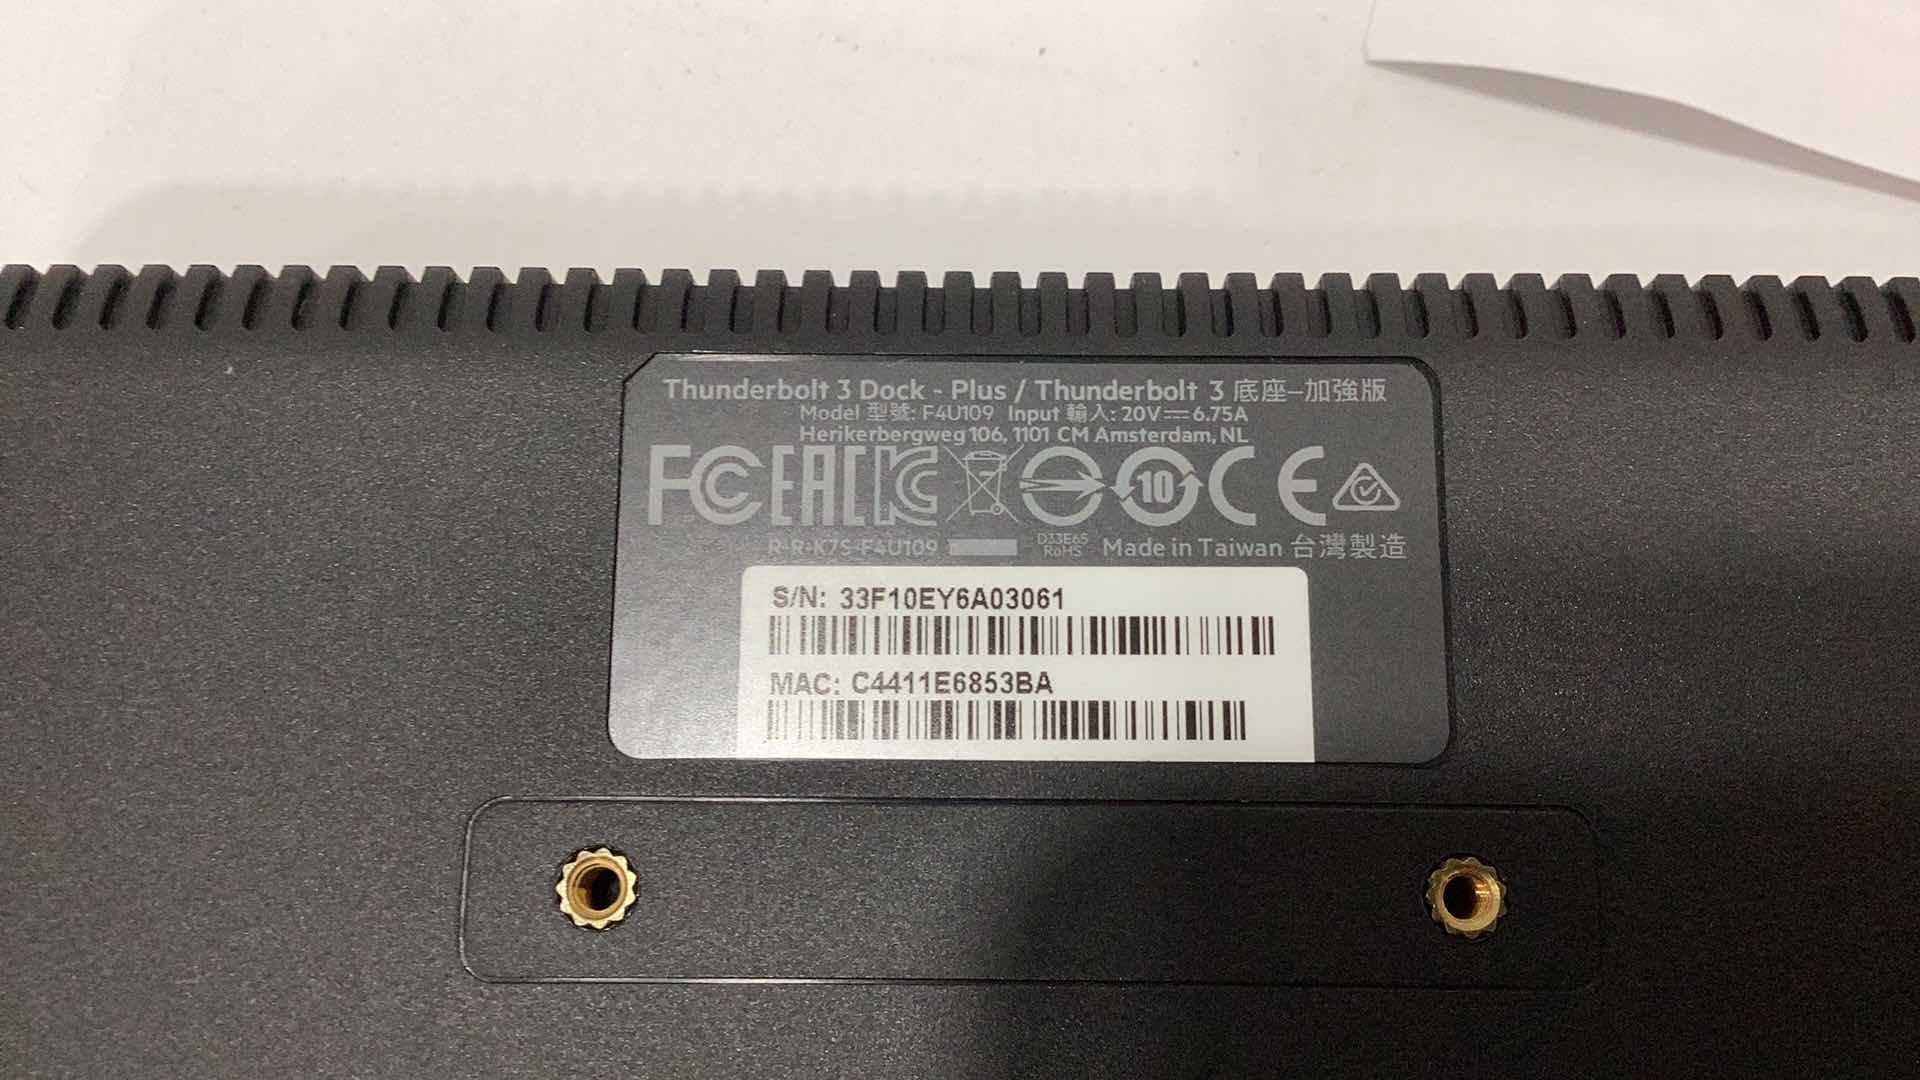 Thunderbolt 3 Dock - Plus / Thunderbolt 3 底座–加強版
Model 型號: F4U109 Input 輸入: 20V⎓6.75A
Herikerbergweg 106, 1101 CM Amsterdam, NL
FC EAC KC 10 CE
R-R-K7S-F4U109 D33E65 RoHS Made in Taiwan 台灣製造
S/N: 33F10EY6A03061
MAC: C4411E6853BA